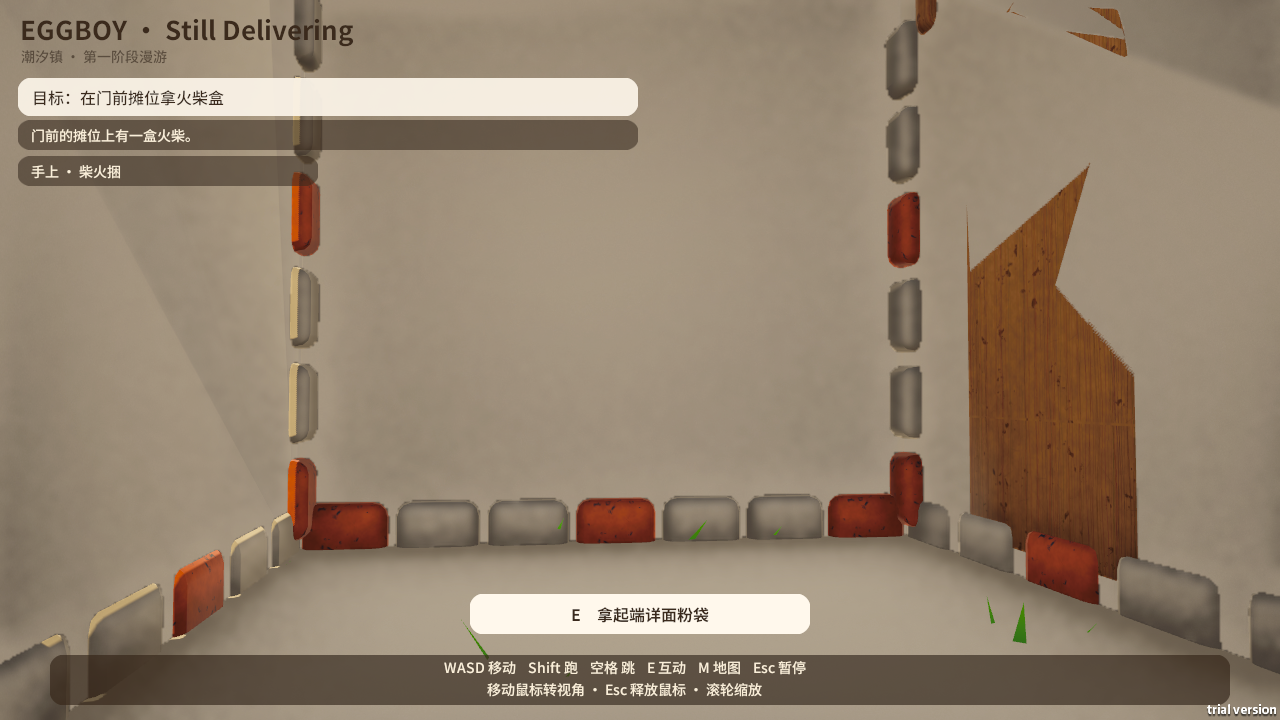 EGGBOY · Still Delivering
潮汐镇 · 第一阶段漫游
目标：在门前摊位拿火柴盒
门前的摊位上有一盒火柴。
手上 · 柴火捆
E 拿起端详面粉袋
WASD 移动 Shift 跑 空格 跳 E 互动 M 地图 Esc 暂停
移动鼠标转视角 · Esc 释放鼠标 · 滚轮缩放
trial version